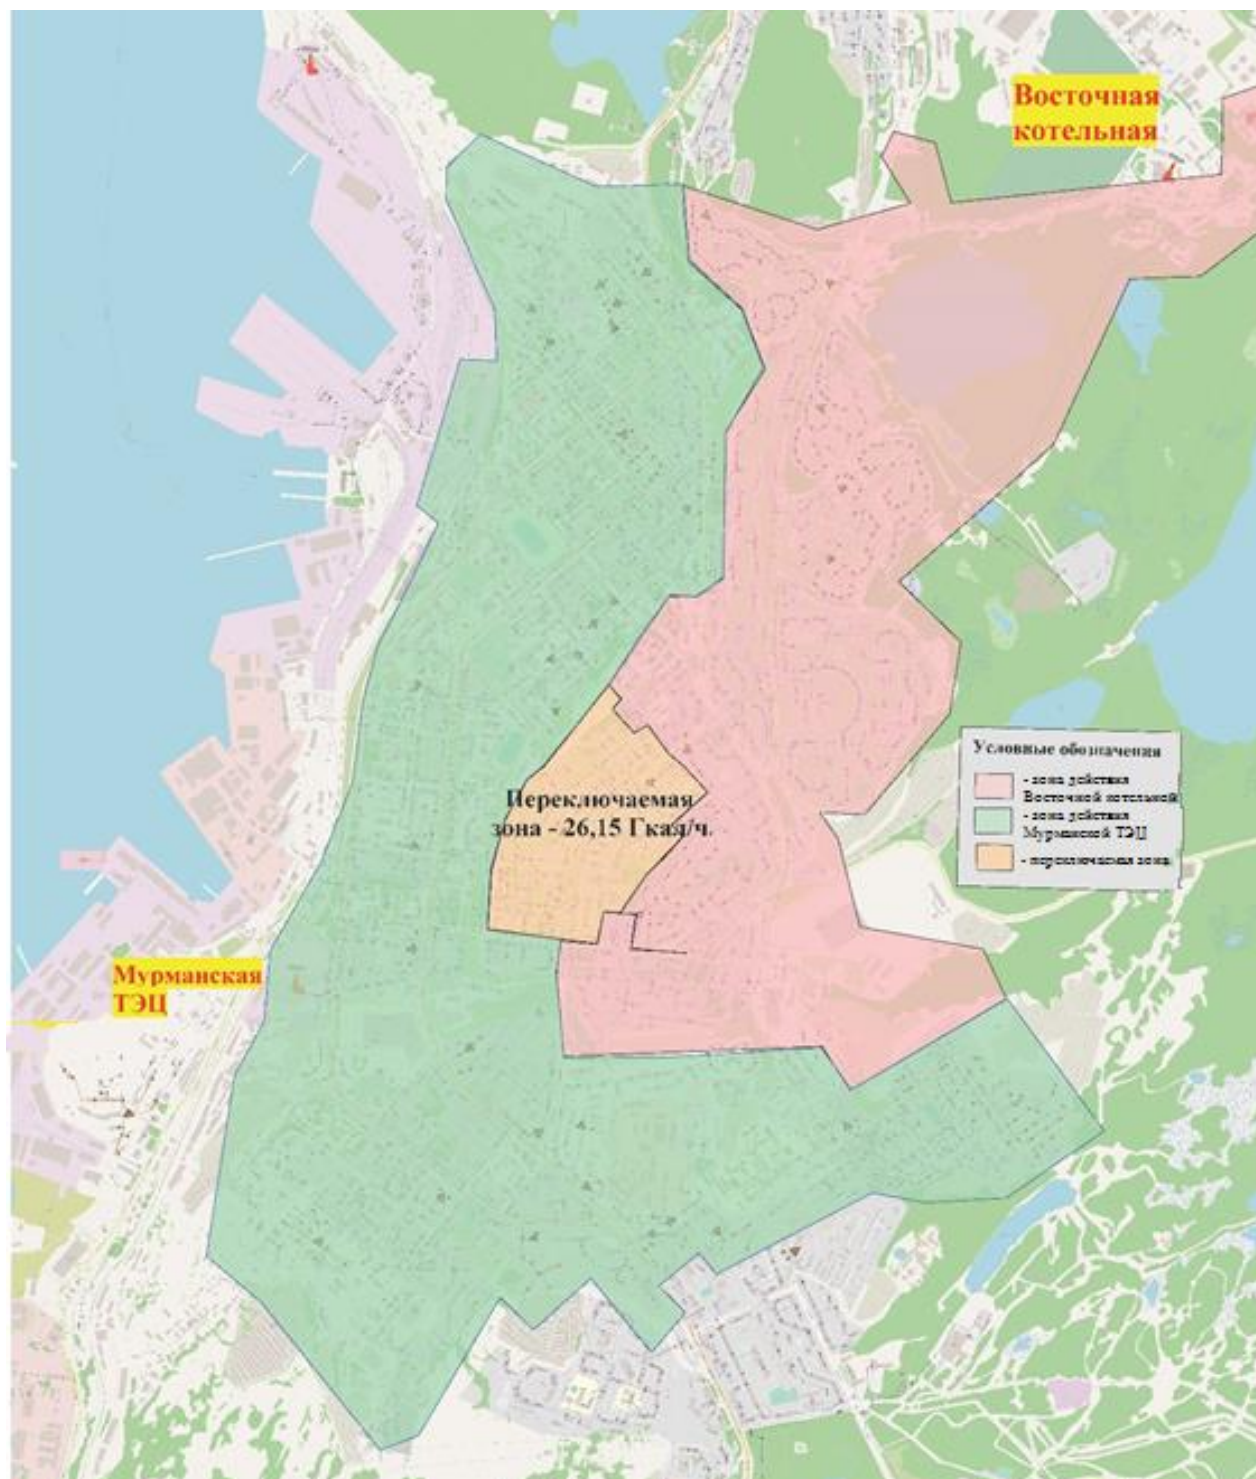 Восточная
котельная
Условные обозначения
- зона действия
Восточной котельной
- зона действия
Мурманской ТЭЦ
- переключаемая зона
Переключаемая
зона - 26,15 Гкал/ч.
Мурманская
ТЭЦ